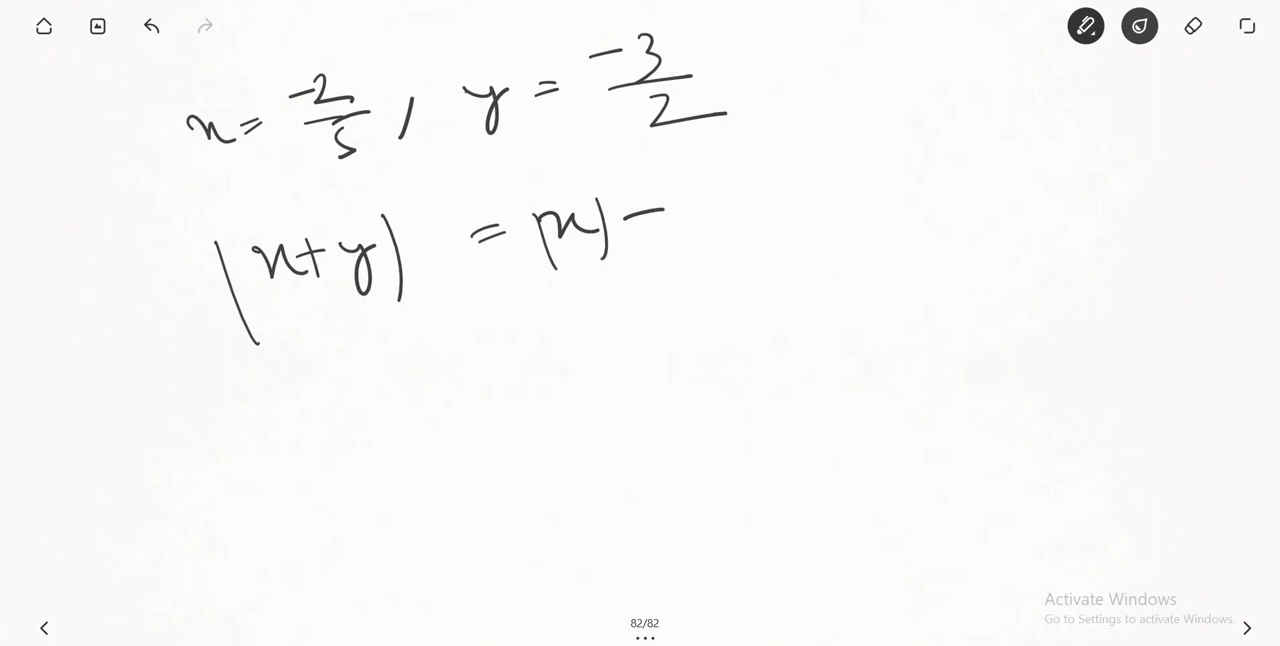 x = -2/5 , y = -3/2
|x+y| = |x| -
Activate Windows
Go to Settings to activate Windows.
82/82